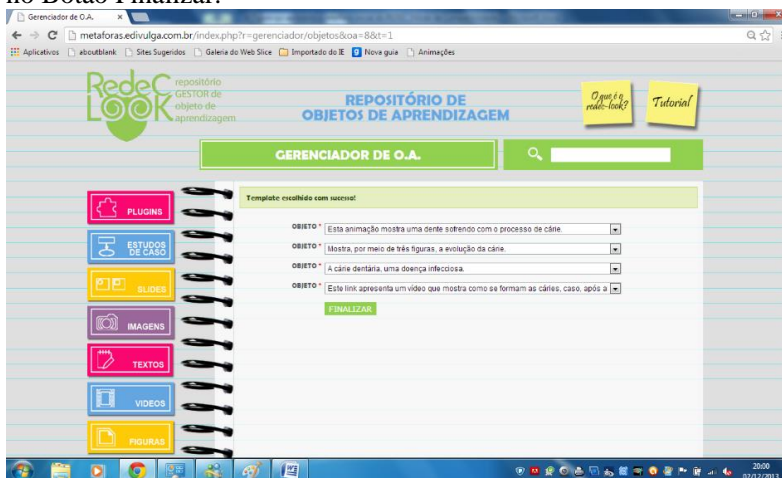 no Botão Finalizar.
Gerenciador de O.A.
metaforas.edivulga.com.br/index.php?r=gerenciador/objetos&oa=8&t=1
Aplicativos aboutblank Sites Sugeridos Galeria do Web Slice Importado do IE Nova guia Animações
RedeC LOOK
repositório
GESTOR de
objeto de
aprendizagem
REPOSITÓRIO DE
OBJETOS DE APRENDIZAGEM
O que é o
redec-look?
Tutorial
GERENCIADOR DE O.A.
Template escolhido com sucesso!
PLUGINS
ESTUDOS
DE CASO
SLIDES
IMAGENS
TEXTOS
VIDEOS
FIGURAS
OBJETO * Esta animação mostra uma dente sofrendo com o processo de cárie.
OBJETO * Mostra, por meio de três figuras, a evolução da cárie.
OBJETO * A cárie dentária, uma doença infecciosa,
OBJETO * Este link apresenta um vídeo que mostra como se formam as cáries, caso, após a
FINALIZAR
20:00
02/12/2013